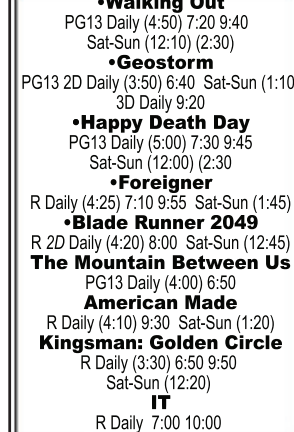 •Walking Out
PG13 Daily (4:50) 7:20 9:40
Sat-Sun (12:10) (2:30)
•Geostorm
PG13 2D Daily (3:50) 6:40 Sat-Sun (1:10
3D Daily 9:20
•Happy Death Day
PG13 Daily (5:00) 7:30 9:45
Sat-Sun (12:00) (2:30
•Foreigner
R Daily (4:25) 7:10 9:55 Sat-Sun (1:45)
•Blade Runner 2049
R 2D Daily (4:20) 8:00 Sat-Sun (12:45)
The Mountain Between Us
PG13 Daily (4:00) 6:50
American Made
R Daily (4:10) 9:30 Sat-Sun (1:20)
Kingsman: Golden Circle
R Daily (3:30) 6:50 9:50
Sat-Sun (12:20)
IT
R Daily 7:00 10:00